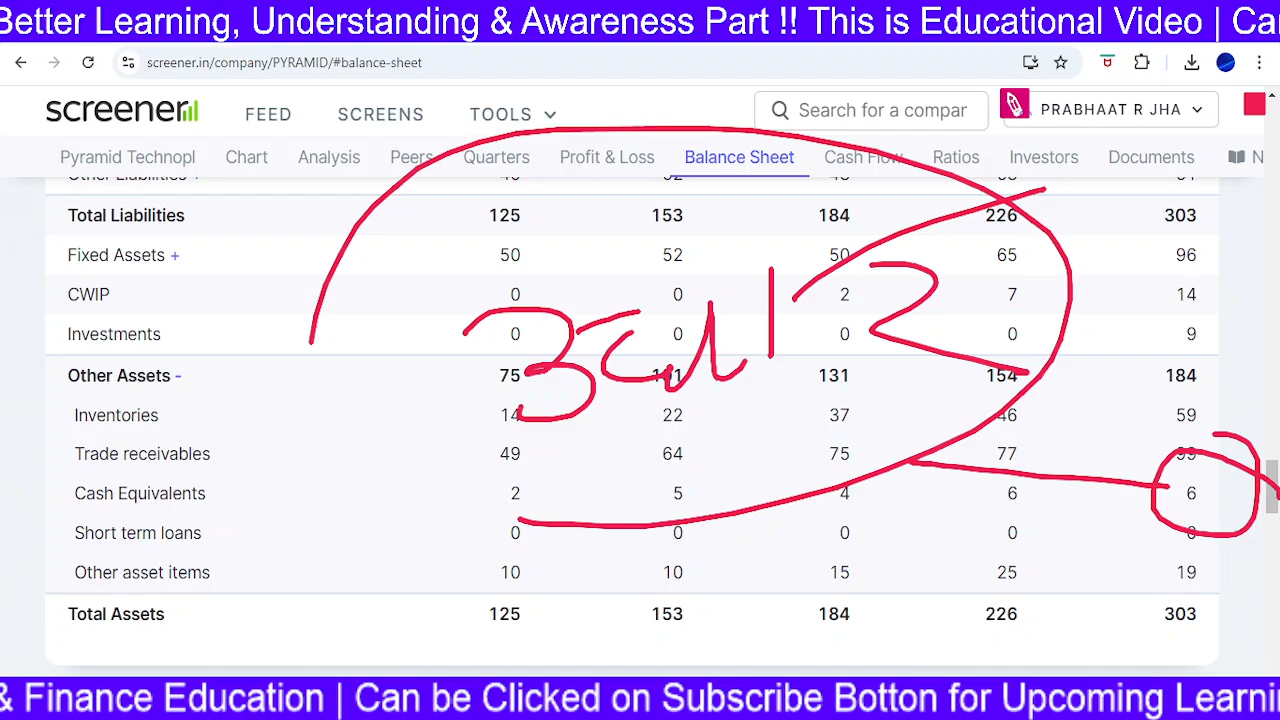 Better Learning, Understanding & Awareness Part !! This is Educational Video | Ca
screener.in/company/PYRAMID/#balance-sheet
screener FEED SCREENS TOOLS Search for a compar PRABHAAT R JHA
Pyramid Technopl Chart Analysis Peers Quarters Profit & Loss Balance Sheet Cash Flow Ratios Investors Documents N
Total Liabilities 125 153 184 226 303
Fixed Assets + 50 52 50 65 96
CWIP 0 0 2 7 14
Investments 0 0 0 0 9
Other Assets - 75 131 154 184
Inventories 14 22 37 46 59
Trade receivables 49 64 75 77 99
Cash Equivalents 2 5 4 6 6
Short term loans 0 0 0 0 0
Other asset items 10 10 15 25 19
Total Assets 125 153 184 226 303
& Finance Education | Can be Clicked on Subscribe Botton for Upcoming Learni